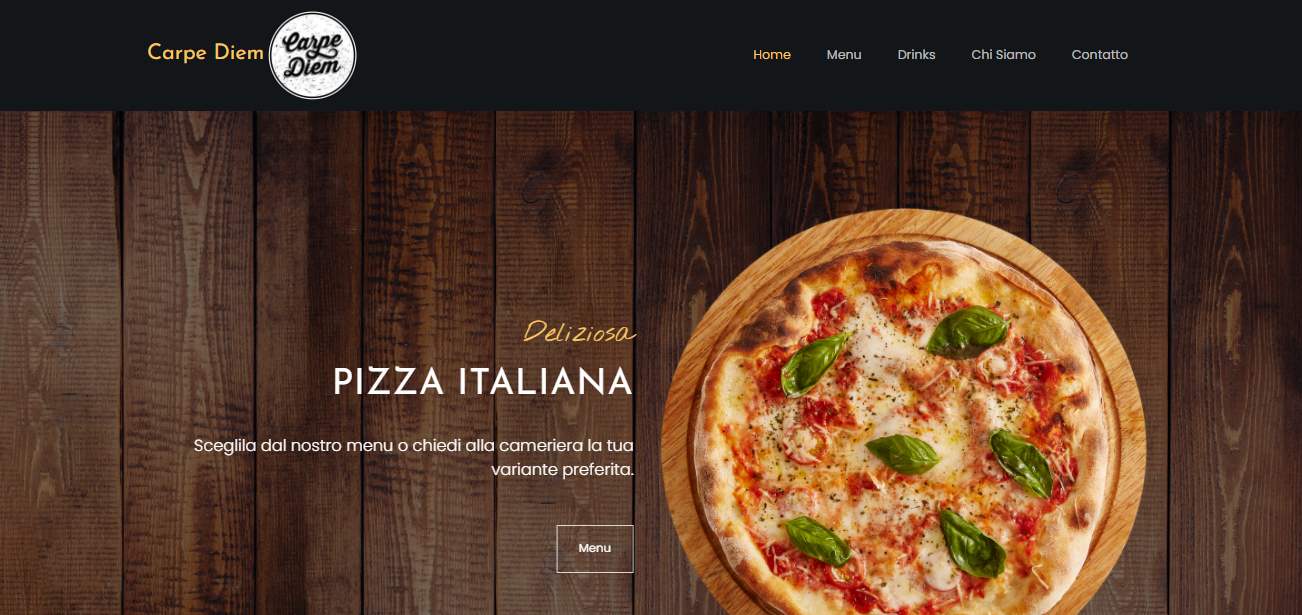 Carpe Diem
Carpe
Diem
Home Menu Drinks Chi Siamo Contatto
Deliziosa
PIZZA ITALIANA
Sceglila dal nostro menu o chiedi alla cameriera la tua
variante preferita.
Menu